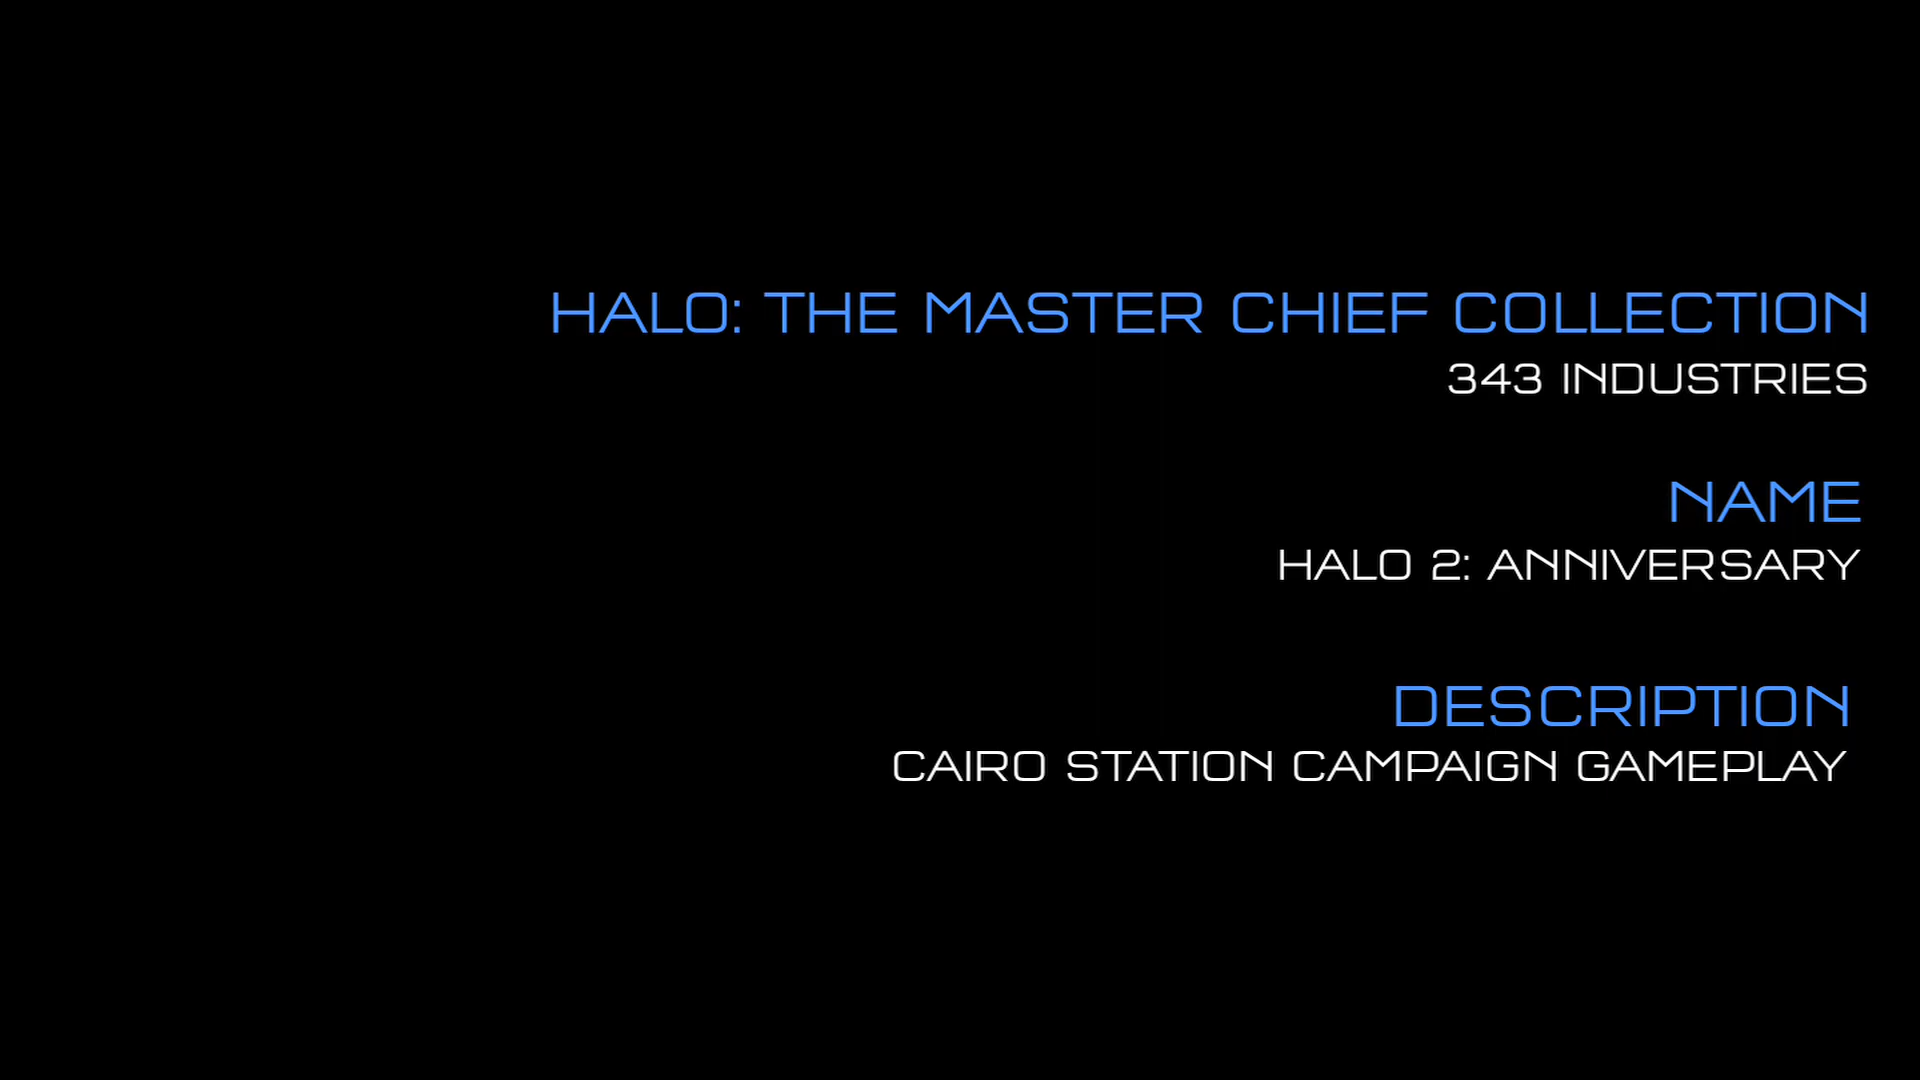 HALO: THE MASTER CHIEF COLLECTION
343 INDUSTRIES
NAME
HALO 2: ANNIVERSARY
DESCRIPTION
CAIRO STATION CAMPAIGN GAMEPLAY